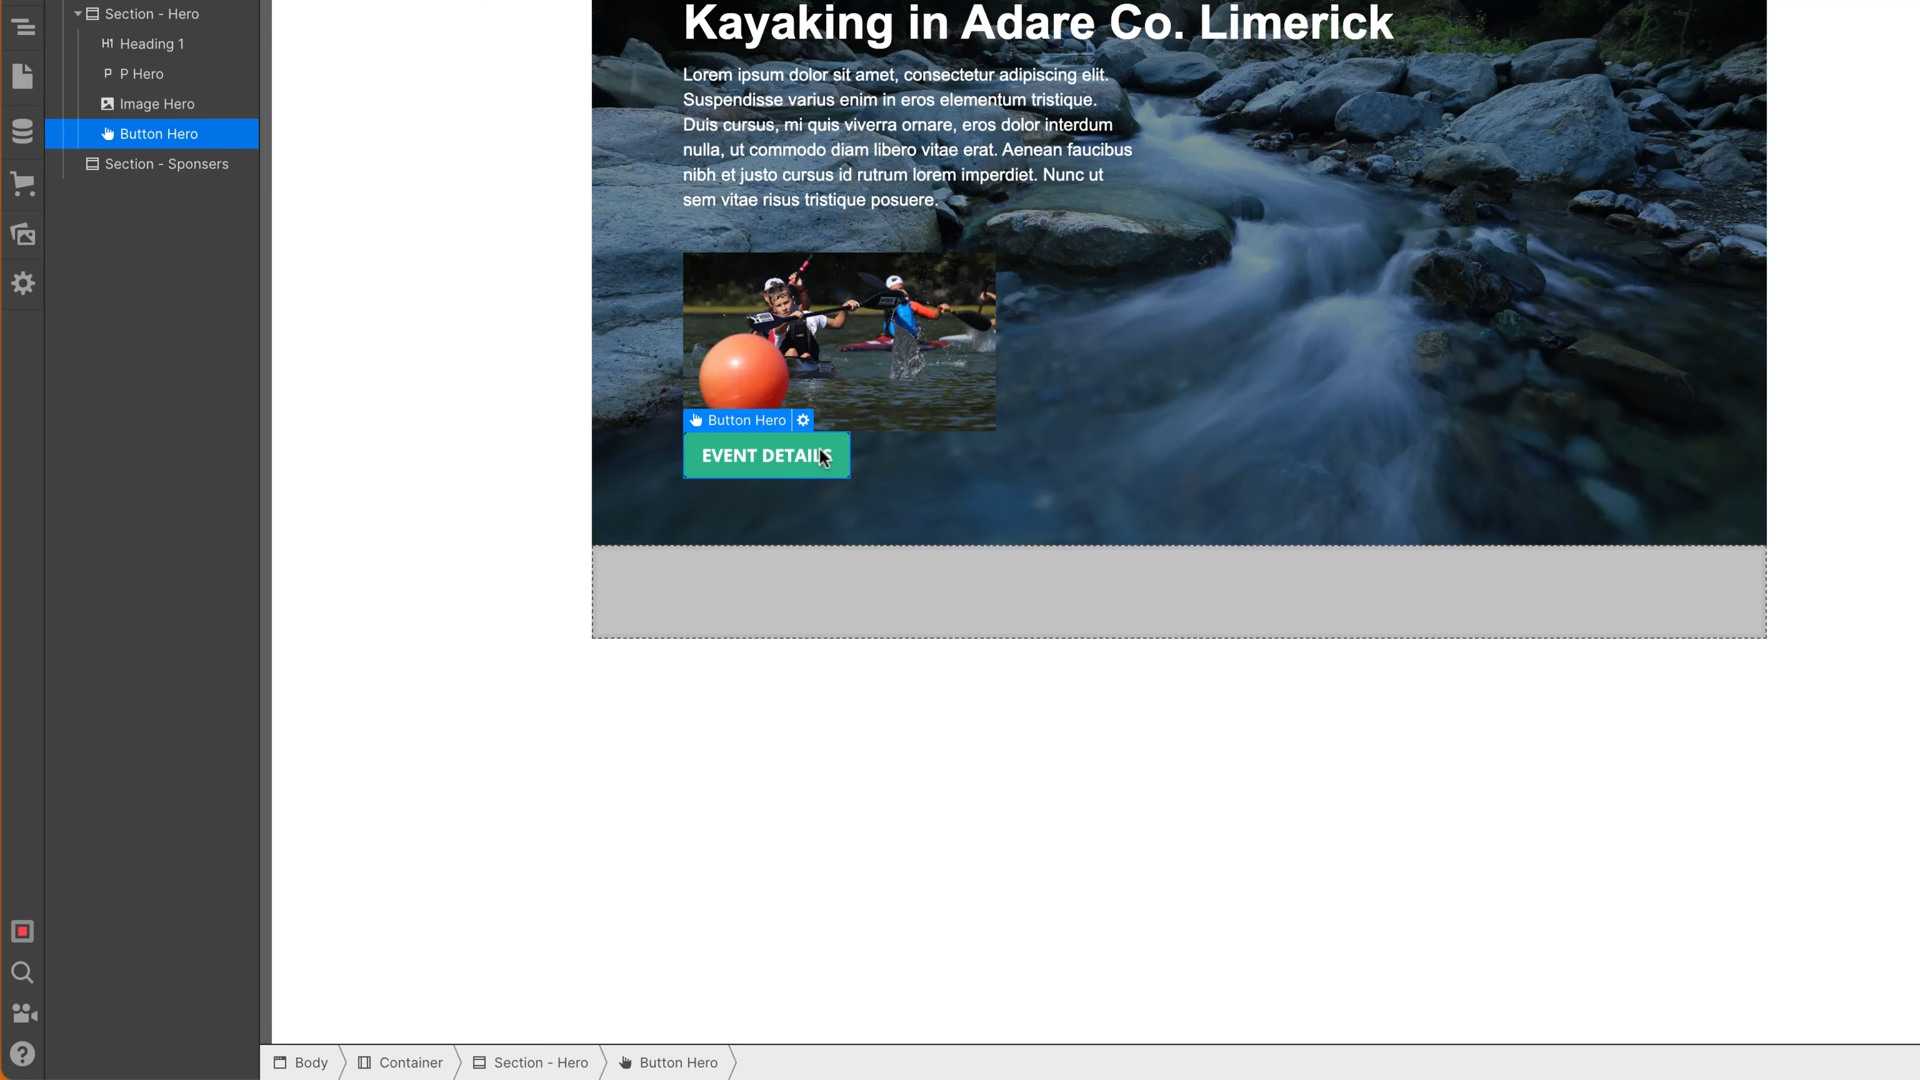 Section - Hero
H1 Heading 1
P P Hero
Image Hero
Button Hero
Section - Sponsers
Kayaking in Adare Co. Limerick
Lorem ipsum dolor sit amet, consectetur adipiscing elit.
Suspendisse varius enim in eros elementum tristique.
Duis cursus, mi quis viverra ornare, eros dolor interdum
nulla, ut commodo diam libero vitae erat. Aenean faucibus
nibh et justo cursus id rutrum lorem imperdiet. Nunc ut
sem vitae risus tristique posuere.
Button Hero
EVENT DETAILS
Body Container Section - Hero Button Hero